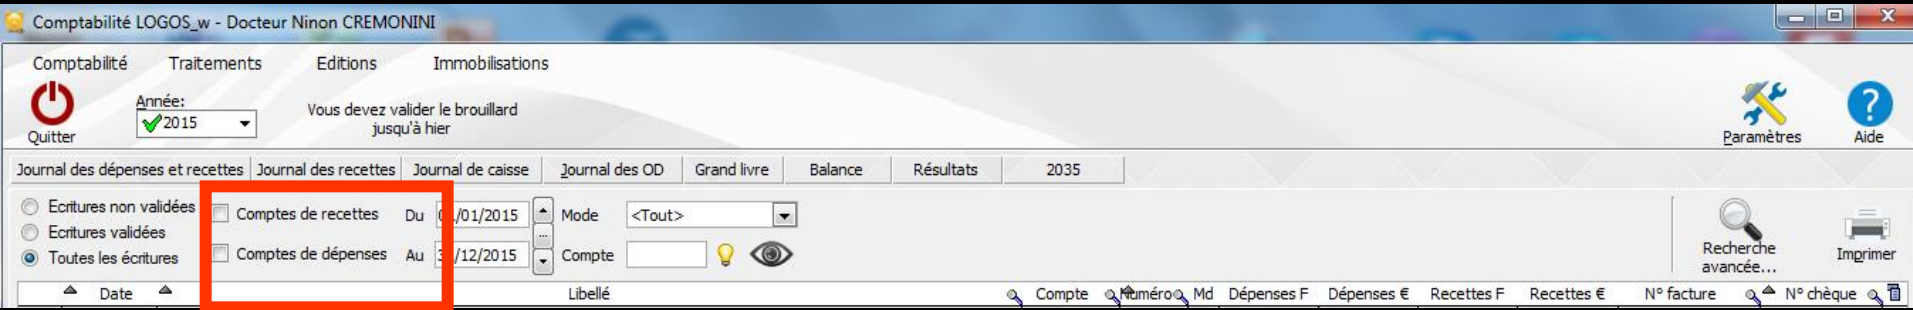 Comptabilité LOGOS_w - Docteur Ninon CREMONINI
Comptabilité Traitements Editions Immobilisations
Année:
2015
Vous devez valider le brouillard
jusqu'à hier
Quitter
Paramètres
Aide
Journal des dépenses et recettes Journal des recettes Journal de caisse Journal des OD Grand livre Balance Résultats 2035
Ecritures non validées
Ecritures validées
Toutes les écritures
Comptes de recettes Du /01/2015 Mode <Tout>
Comptes de dépenses Au 3 /12/2015 ... Compte
Recherche
avancée...
Imprimer
Date Libellé Compte Numéro Md Dépenses F Dépenses € Recettes F Recettes € N° facture N° chèque